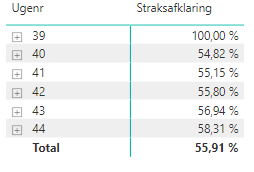 Ugenr Straksafklaring
39 100,00 %
40 54,82 %
41 55,15 %
42 55,80 %
43 56,94 %
44 58,31 %
Total 55,91 %